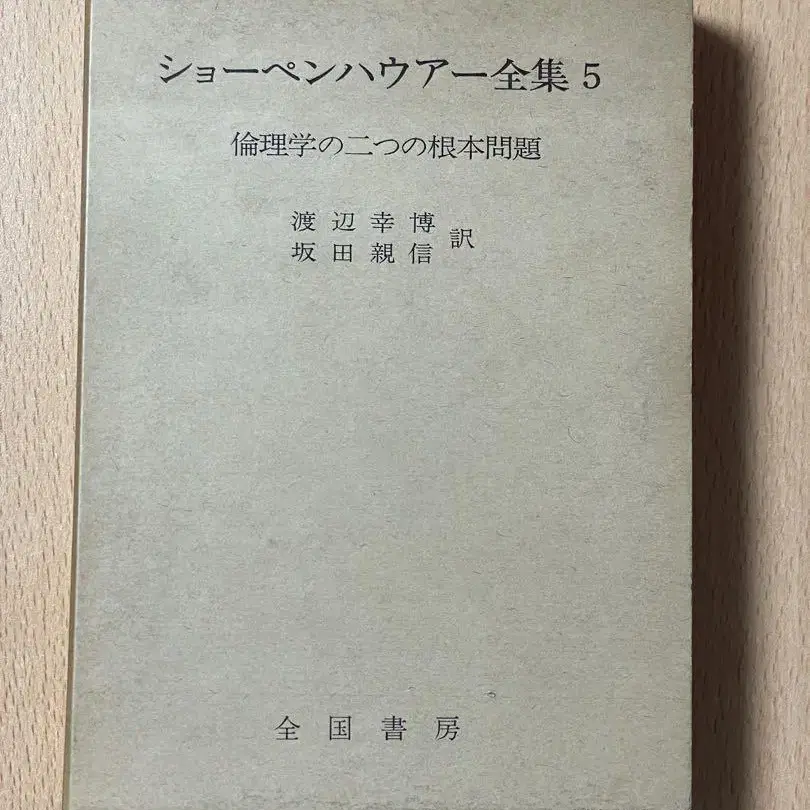 ショーペンハウアー全集 5
倫理学の二つの根本問題
渡辺幸博
坂田親信
訳
全国書房